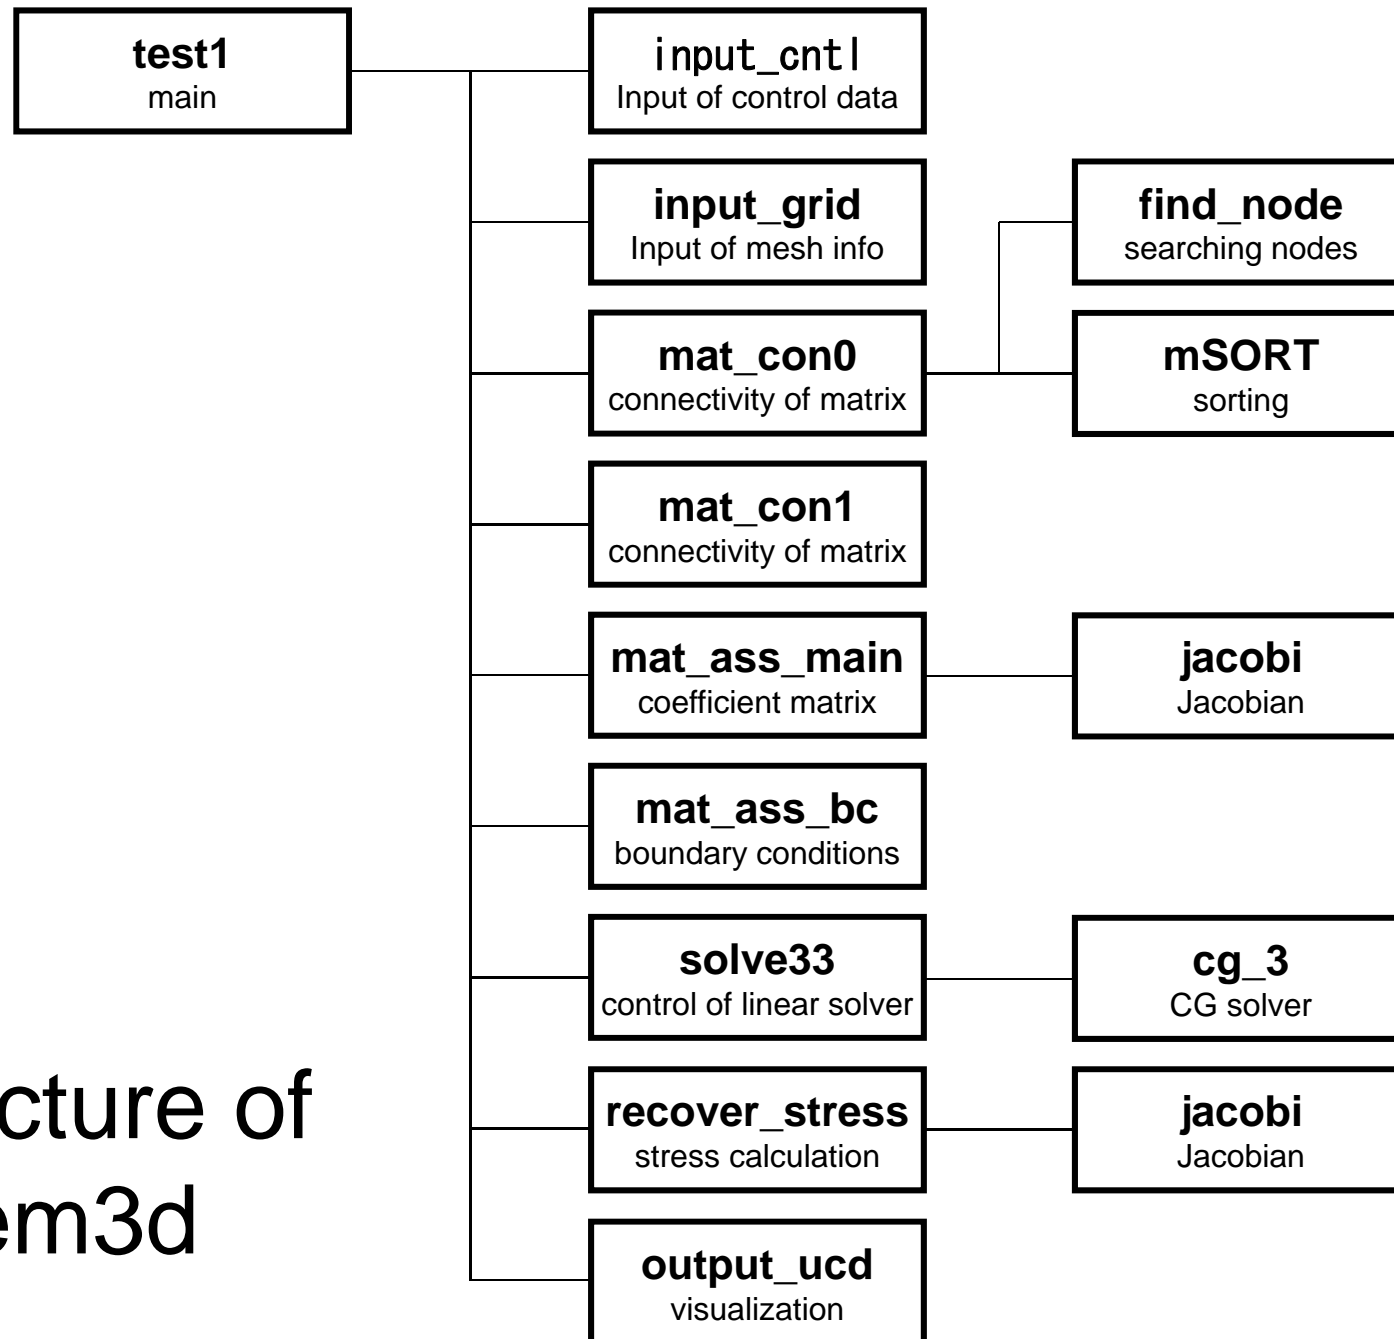 test1
main
input_cntl
Input of control data
input_grid
Input of mesh info
find_node
searching nodes
mat_con0
connectivity of matrix
mSORT
sorting
mat_con1
connectivity of matrix
mat_ass_main
coefficient matrix
jacobi
Jacobian
mat_ass_bc
boundary conditions
solve33
control of linear solver
cg_3
CG solver
recover_stress
stress calculation
jacobi
Jacobian
output_ucd
visualization
cture of
em3d